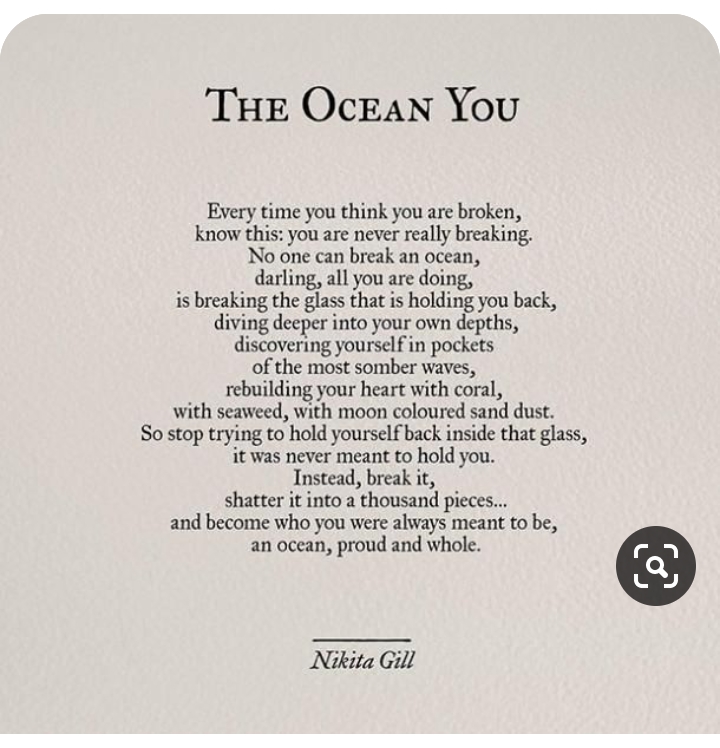 The Ocean You
Every time you think you are broken,
know this: you are never really breaking.
No one can break an ocean,
darling, all you are doing,
is breaking the glass that is holding you back,
diving deeper into your own depths,
discovering yourself in pockets
of the most somber waves,
rebuilding your heart with coral,
with seaweed, with moon coloured sand dust.
So stop trying to hold yourself back inside that glass,
it was never meant to hold you.
Instead, break it,
shatter it into a thousand pieces...
and become who you were always meant to be,
an ocean, proud and whole.
Nikita Gill